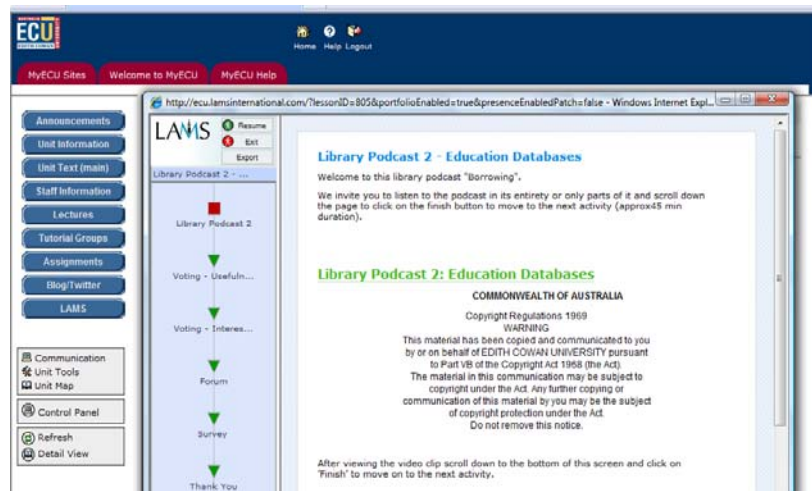 ECU
Home Help Logout
MyECU Sites Welcome to MyECU MyECU Help
http://ecu.lamsinternational.com/?lessonID=805&portfolioEnabled=true&presenceEnabledPatch=false - Windows Internet Expl...
Announcements
Unit Information
Unit Text (main)
Staff Information
Lectures
Tutorial Groups
Assignments
Blog/Twitter
LAMS
Communication
Unit Tools
Unit Map
Control Panel
Refresh
Detail View
LAMS
Resume
Exit
Export
Library Podcast 2 - ...
Library Podcast 2
Voting - Usefuln...
Voting - Interes...
Forum
Survey
Thank You
Library Podcast 2 - Education Databases
Welcome to this library podcast "Borrowing".
We invite you to listen to the podcast in its entirety or only parts of it and scroll down
the page to click on the finish button to move to the next activity (approx45 min
duration).
Library Podcast 2: Education Databases
COMMONWEALTH OF AUSTRALIA
Copyright Regulations 1969
WARNING
This material has been copied and communicated to you
by or on behalf of EDITH COWAN UNIVERSITY pursuant
to Part VB of the Copyright Act 1968 (the Act).
The material in this communication may be subject to
copyright under the Act. Any further copying or
communication of this material by you may be the subject
of copyright protection under the Act.
Do not remove this notice.
After viewing the video clip scroll down to the bottom of this screen and click on
'Finish' to move on to the next activity.